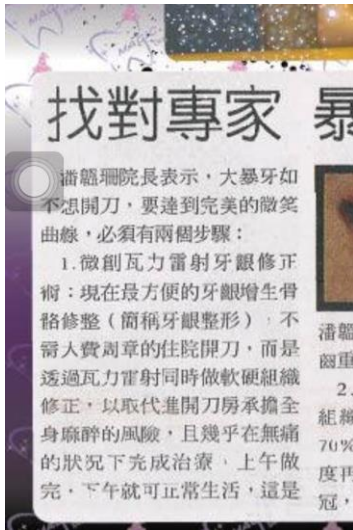 找對專家 暴
潘韞珊院長表示，大暴牙如
不想開刀，要達到完美的微笑
曲線，必須有兩個步驟：
1.微創瓦力雷射牙齦修正
術：現在最方便的牙齦增生骨
骼修整（簡稱牙齦整形），不
需大費周章的住院開刀，而是
透過瓦力雷射同時做軟硬組織
修正，以取代進開刀房承擔全
身麻醉的風險，且幾乎在無痛
的狀況下完成治療，上午做
完，下午就可正常生活，這是
潘韞
齒重
2.
組織
70%
度再
冠，